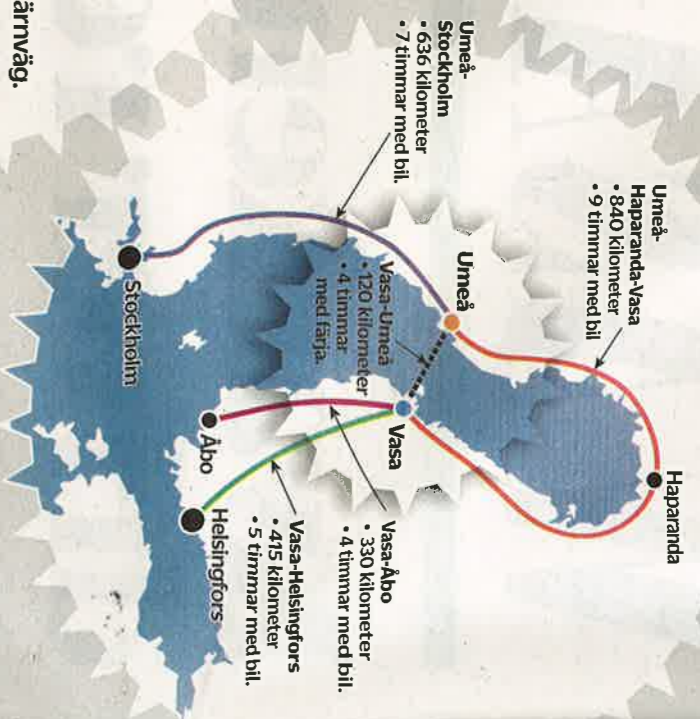 Umeå-
Haparanda-Vasa
• 840 kilometer
• 9 timmar med bil
Haparanda
Umeå-
Stockholm
• 636 kilometer
• 7 timmar med bil.
Umeå
Vasa-Umeå
• 120 kilometer
• 4 timmar
med färja.
Vasa
Vasa-Åbo
• 330 kilometer
• 4 timmar med bil.
Vasa-Helsingfors
• 415 kilometer
• 5 timmar med bil.
Stockholm
Åbo
Helsingfors
ärnväg.